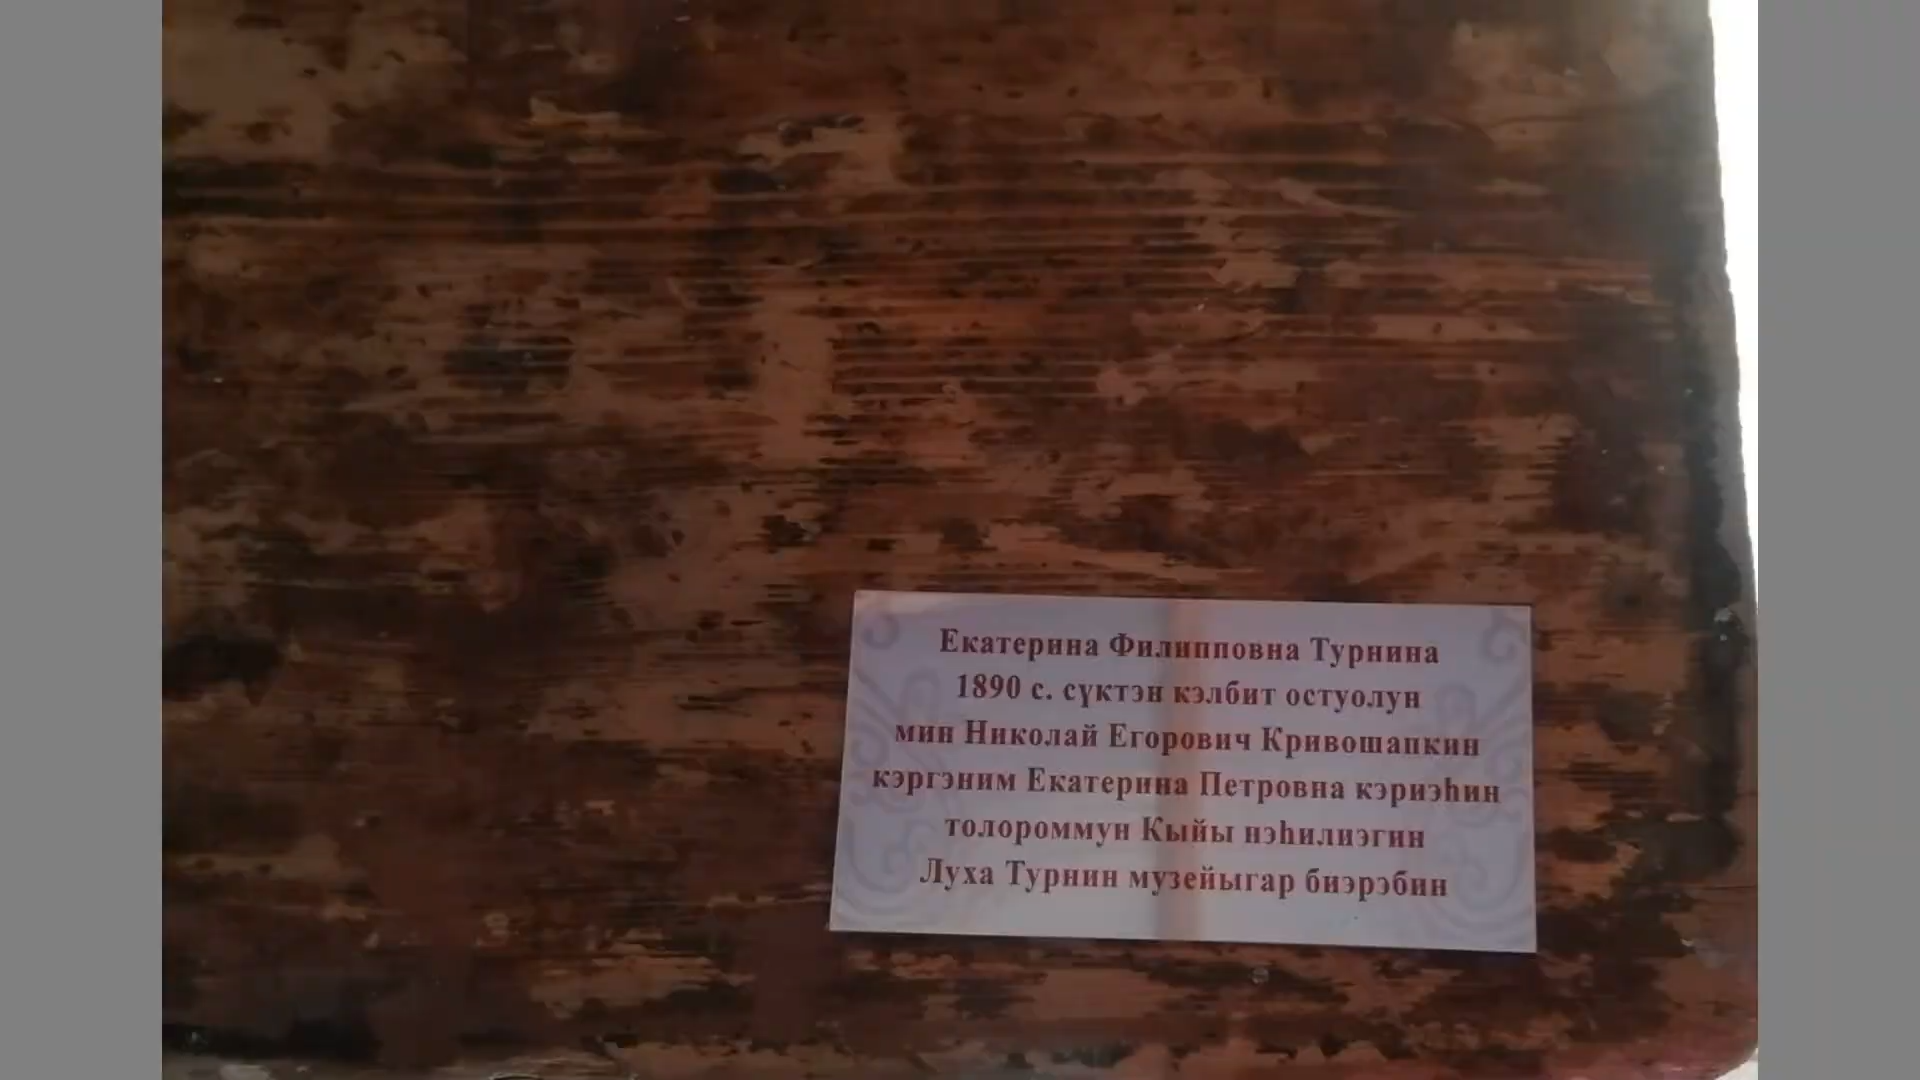 Екатерина Филипповна Турнина
1890 с. сүктэн кэлбит остуолун
мин Николай Егорович Кривошапкин
кэргэним Екатерина Петровна кэриэһин
толороммун Кыйы нэһилиэгин
Луха Турнин музейыгар биэрэбин